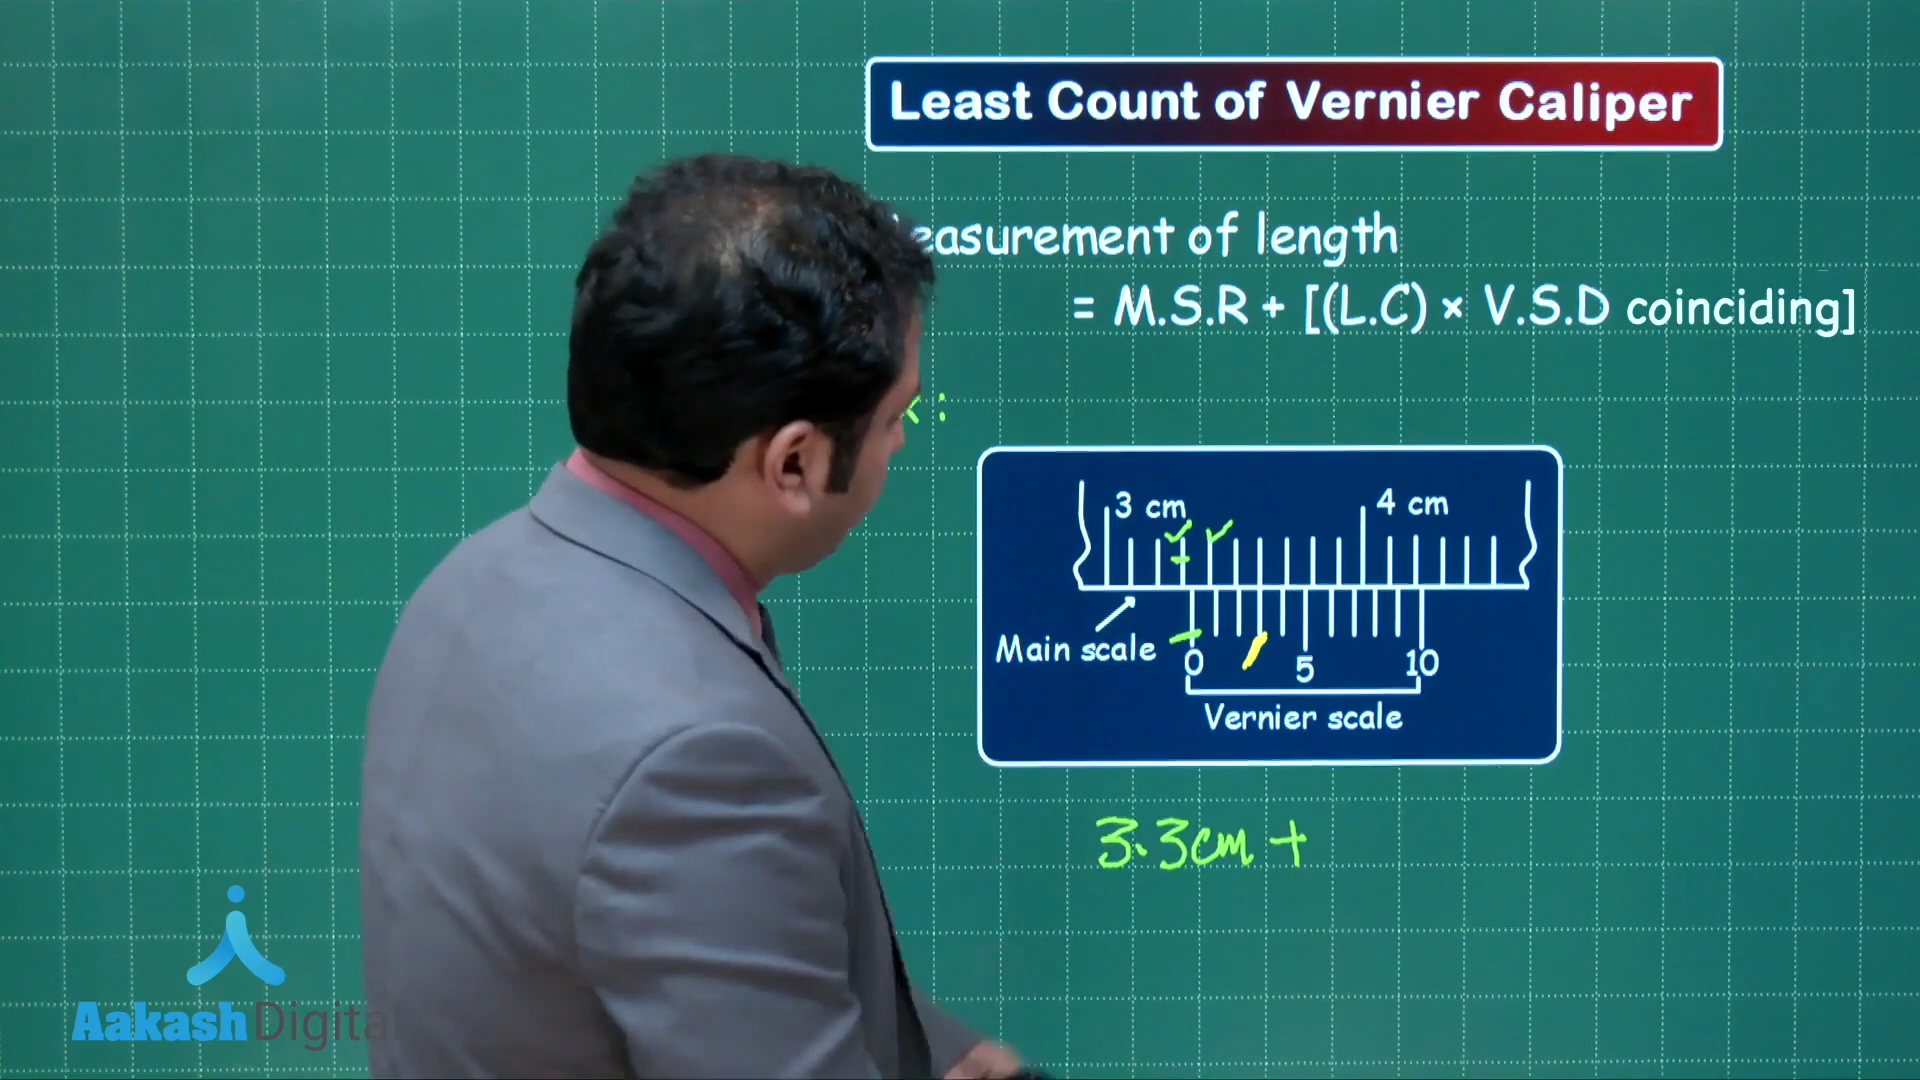 Least Count of Vernier Caliper
easurement of length
= M.S.R + [(L.C) × V.S.D coinciding]
:
3 cm
4 cm
Main scale
0
5
10
Vernier scale
3.3cm +
Aakash Digita